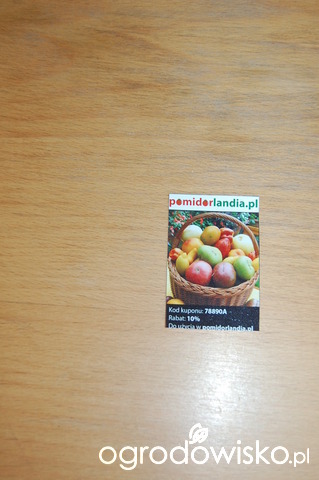 pomidorlandia.pl
Kod kuponu: 78890A
Rabat: 10%
Do użycia w pomidorlandia.pl
ogrodowisko.pl